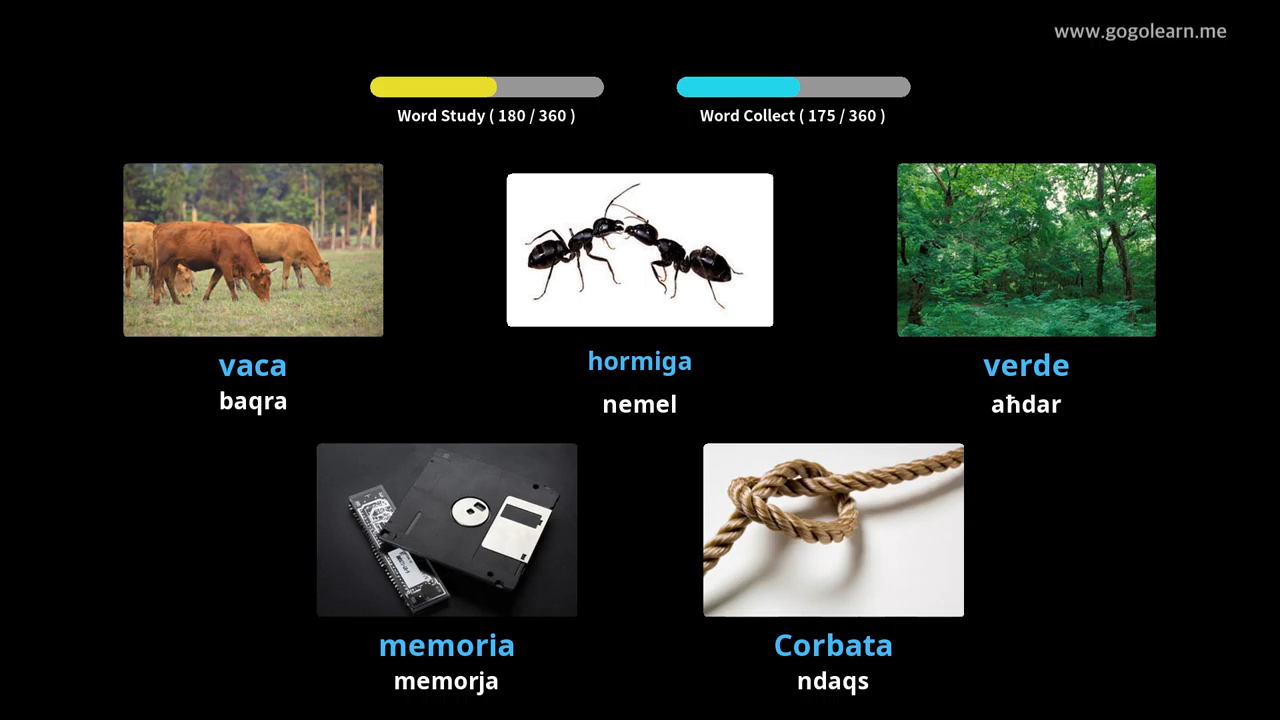 www.gogolearn.me
Word Study ( 180 / 360 )
Word Collect ( 175 / 360 )
vaca
baqra
hormiga
nemel
verde
aħdar
memoria
memorja
Corbata
ndaqs